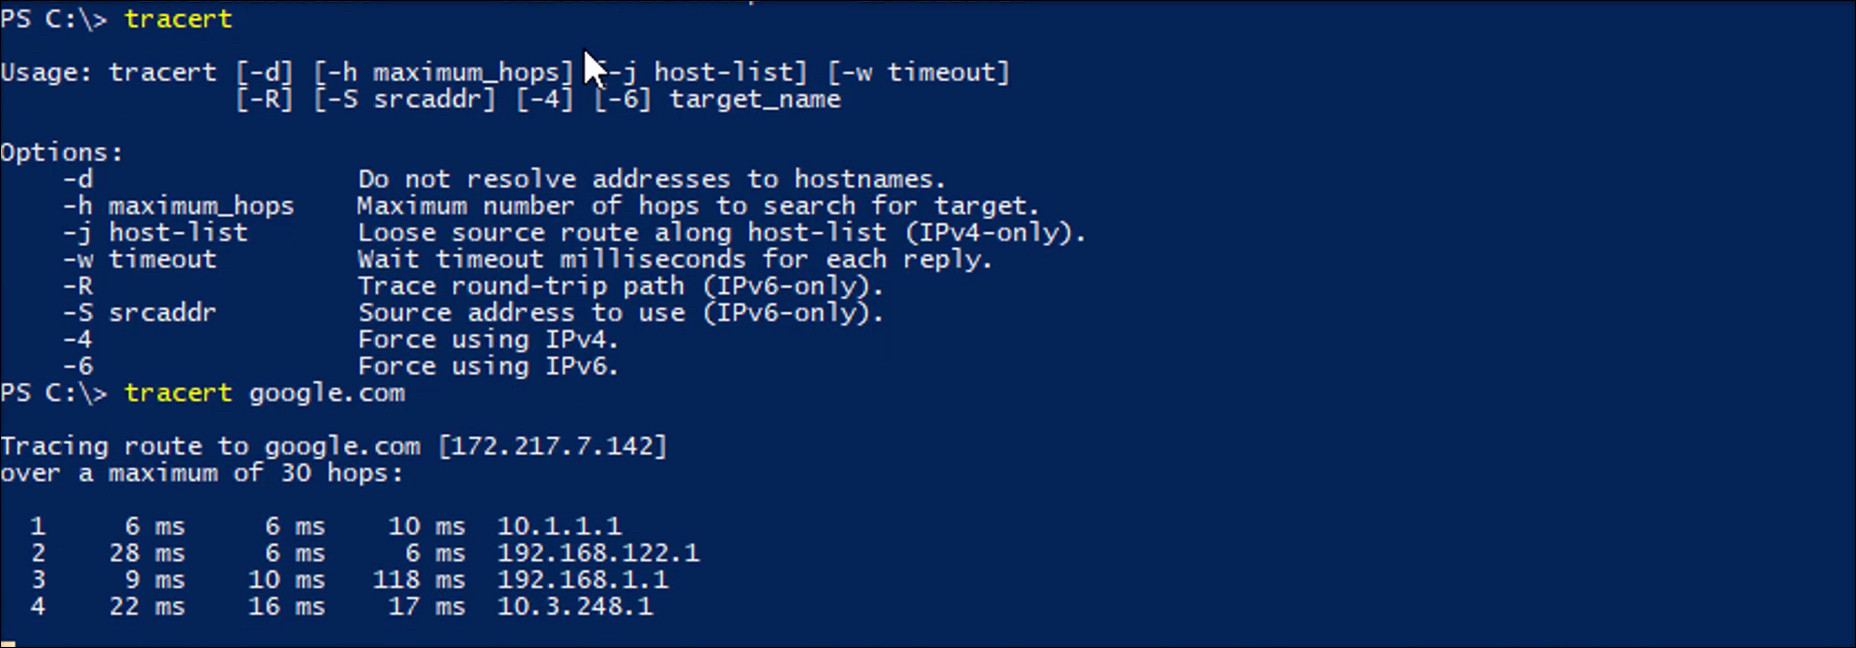 PS C:\> tracert
Usage: tracert [-d] [-h maximum_hops] [-j host-list] [-w timeout]
               [-R] [-S srcaddr] [-4] [-6] target_name
Options:
    -d                 Do not resolve addresses to hostnames.
    -h maximum_hops    Maximum number of hops to search for target.
    -j host-list       Loose source route along host-list (IPv4-only).
    -w timeout         Wait timeout milliseconds for each reply.
    -R                 Trace round-trip path (IPv6-only).
    -S srcaddr         Source address to use (IPv6-only).
    -4                 Force using IPv4.
    -6                 Force using IPv6.
PS C:\> tracert google.com
Tracing route to google.com [172.217.7.142]
over a maximum of 30 hops:
  1     6 ms     6 ms    10 ms  10.1.1.1
  2    28 ms     6 ms     6 ms  192.168.122.1
  3     9 ms    10 ms   118 ms  192.168.1.1
  4    22 ms    16 ms    17 ms  10.3.248.1